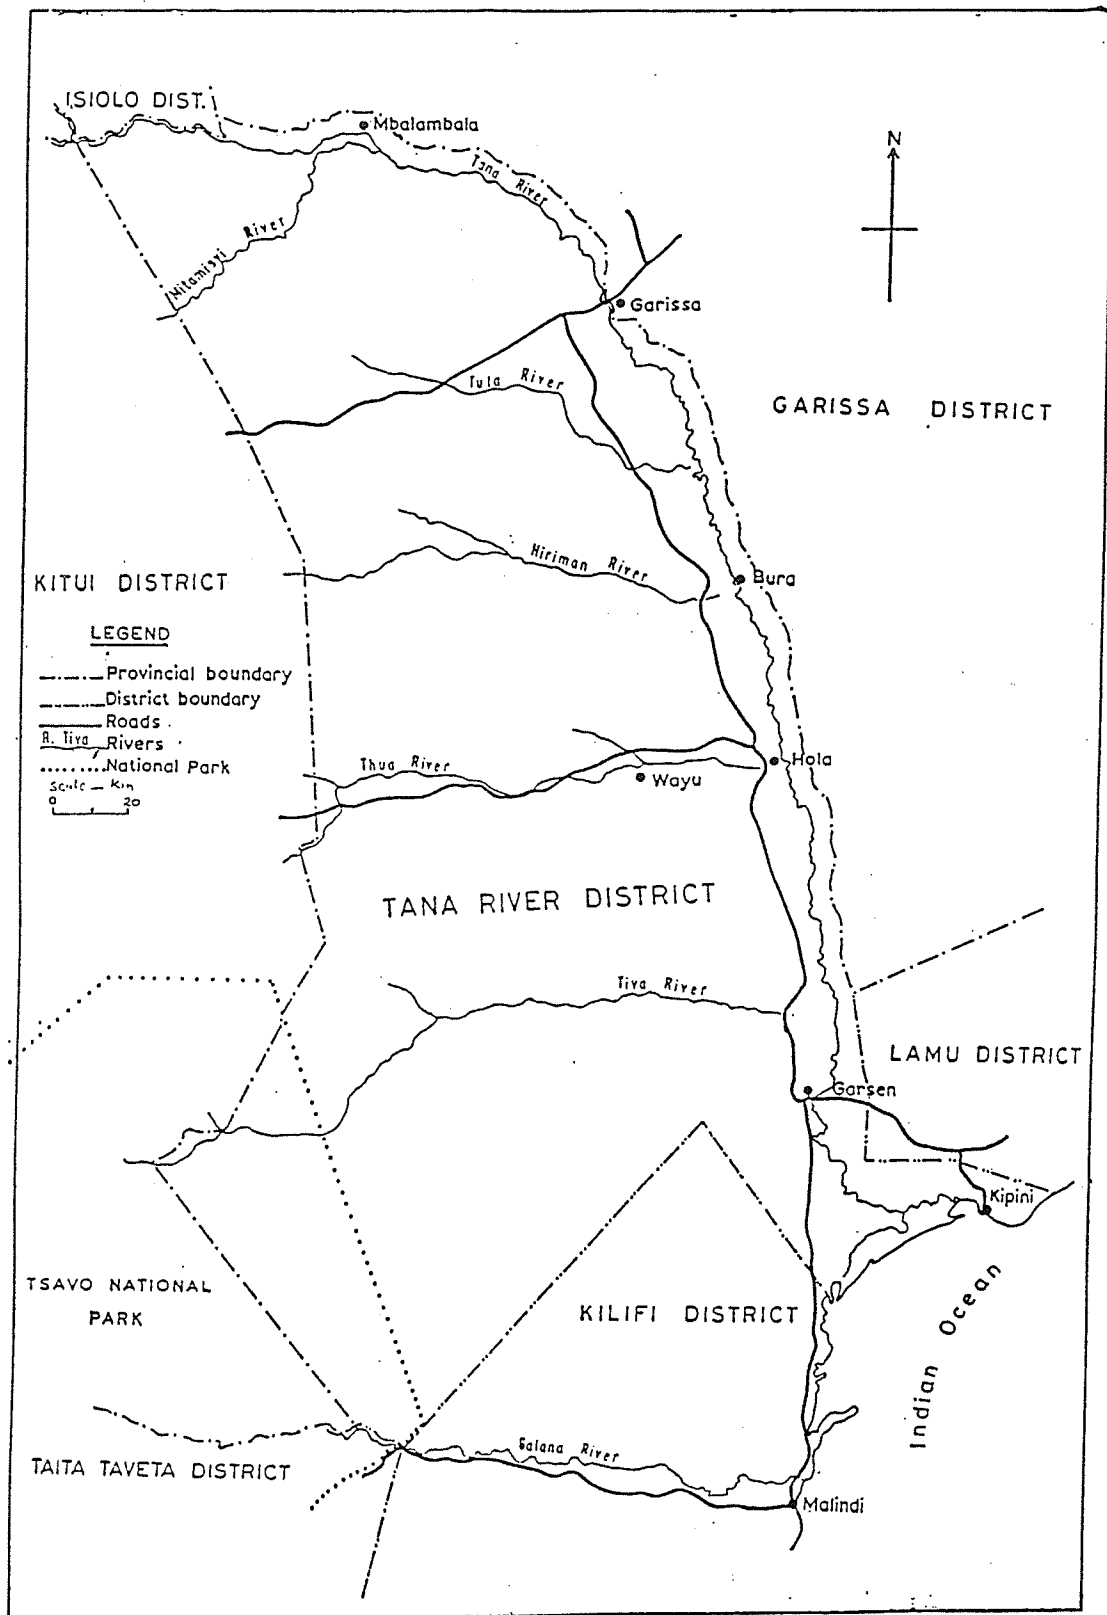 ISIOLO DIST.
Mbalambala
Tana River
N
Mitamisyi River
Garissa
Tula River
GARISSA DISTRICT
Hiriman River
Bura
KITUI DISTRICT
LEGEND
Provincial boundary
District boundary
Roads
R. Tiva Rivers
National Park
Scale - Km
0 20
Thua River
Wayu
Hola
TANA RIVER DISTRICT
Tiva River
LAMU DISTRICT
Garsen
Kipini
TSAVO NATIONAL
PARK
KILIFI DISTRICT
Indian Ocean
Galana River
TAITA TAVETA DISTRICT
Malindi